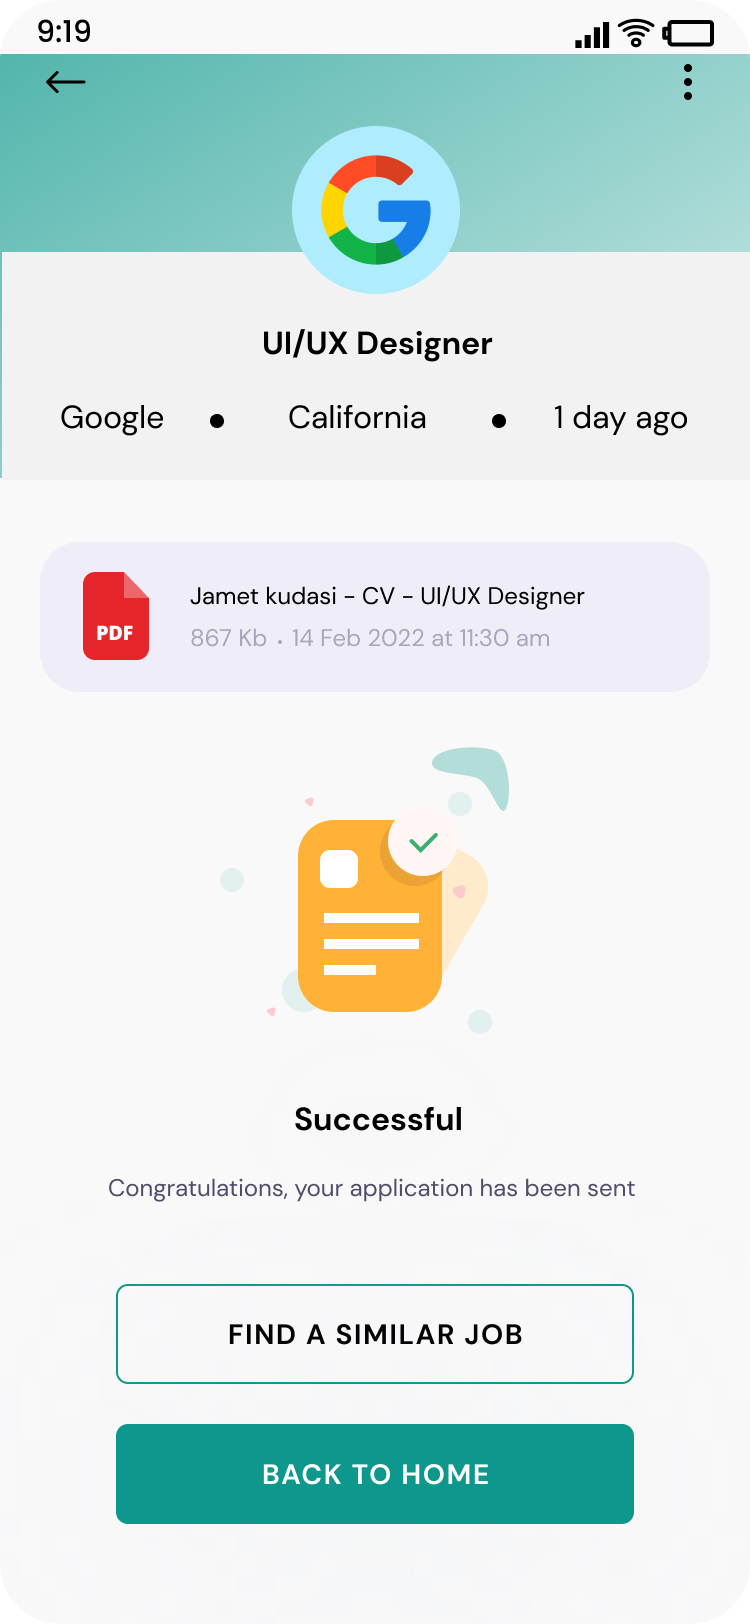 9:19
UI/UX Designer
Google • California • 1 day ago
PDF
Jamet kudasi - CV - UI/UX Designer
867 Kb . 14 Feb 2022 at 11:30 am
Successful
Congratulations, your application has been sent
FIND A SIMILAR JOB
BACK TO HOME